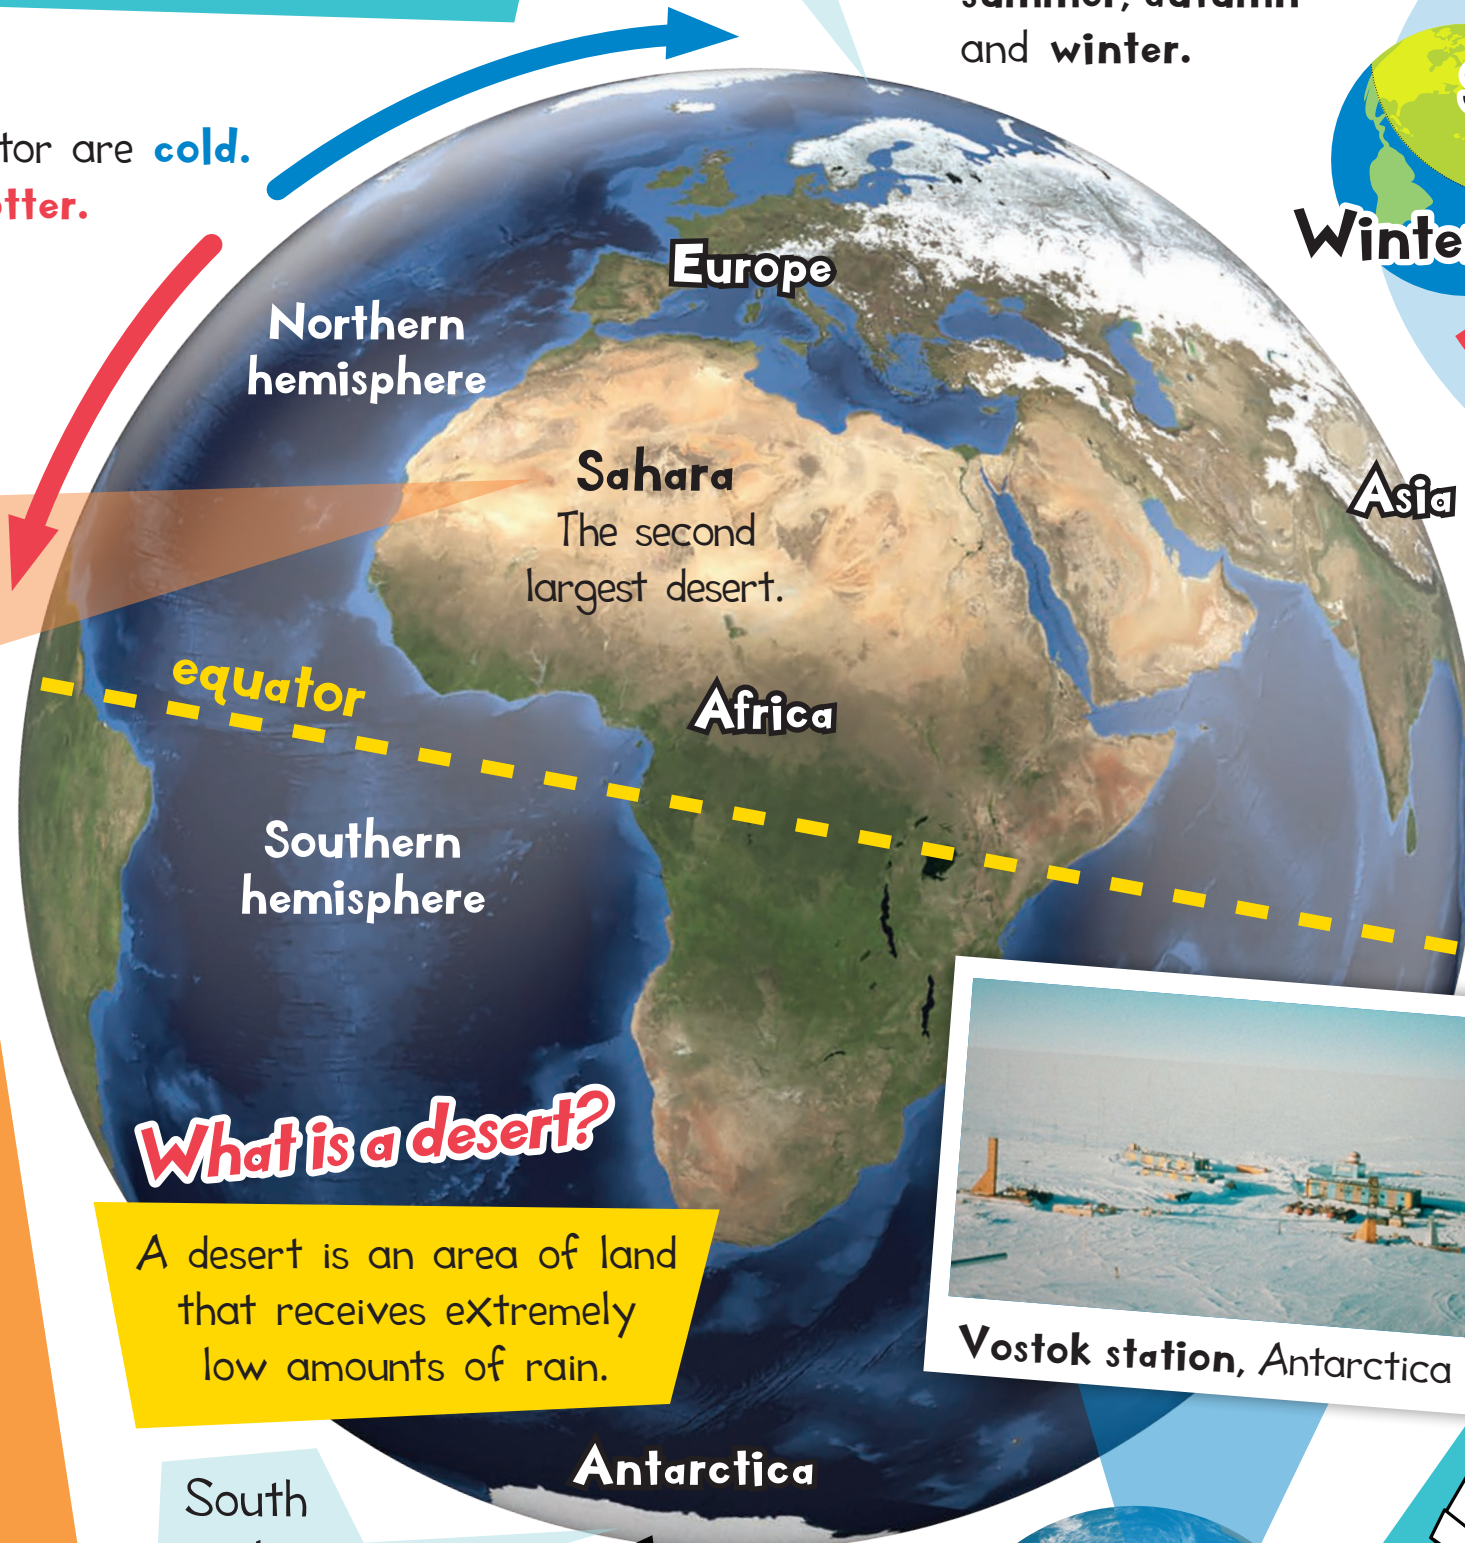 summer, autumn
and winter.
tor are cold.
tter.
Winte
Europe
Northern
hemisphere
Asia
Sahara
The second
largest desert.
equator
Africa
Southern
hemisphere
What is a desert?
A desert is an area of land
that receives extremely
low amounts of rain.
Vostok station, Antarctica
Antarctica
South